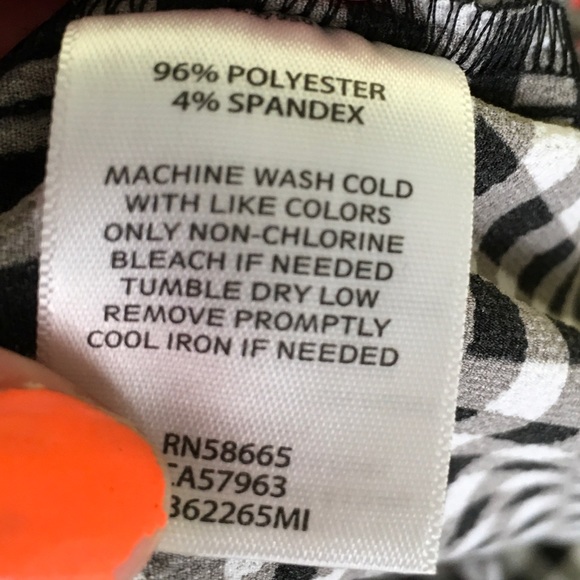 96% POLYESTER
4% SPANDEX
MACHINE WASH COLD
WITH LIKE COLORS
ONLY NON-CHLORINE
BLEACH IF NEEDED
TUMBLE DRY LOW
REMOVE PROMPTLY
COOL IRON IF NEEDED
RN58665
CA57963
362265MI